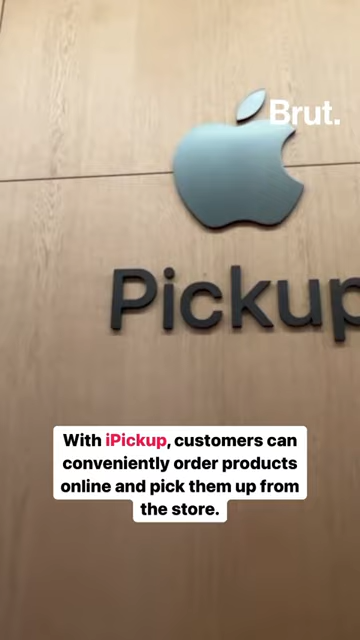 Brut.
Pickup
With iPickup, customers can
conveniently order products
online and pick them up from
the store.